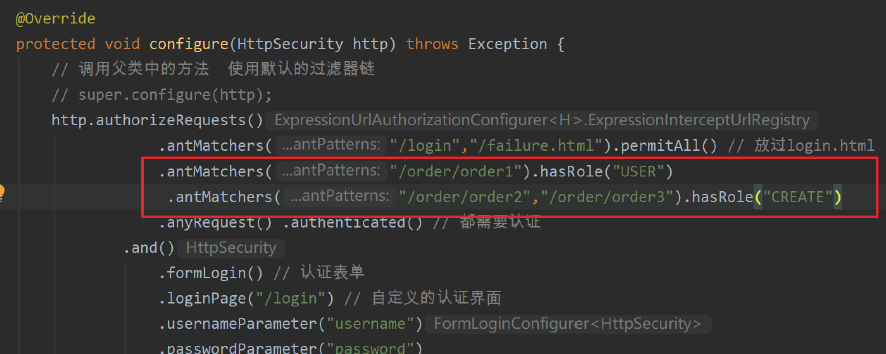 @Override
protected void configure(HttpSecurity http) throws Exception {
// 调用父类中的方法  使用默认的过滤器链
// super.configure(http);
http.authorizeRequests() ExpressionUrlAuthorizationConfigurer<H>.ExpressionInterceptUrlRegistry
.antMatchers( ...antPatterns: "/login","/failure.html").permitAll() // 放过login.html
.antMatchers( ...antPatterns: "/order/order1").hasRole("USER")
.antMatchers( ...antPatterns: "/order/order2","/order/order3").hasRole("CREATE")
.anyRequest() .authenticated() // 都需要认证
.and() HttpSecurity
.formLogin() // 认证表单
.loginPage("/login") // 自定义的认证界面
.usernameParameter("username") FormLoginConfigurer<HttpSecurity>
.passwordParameter("password")